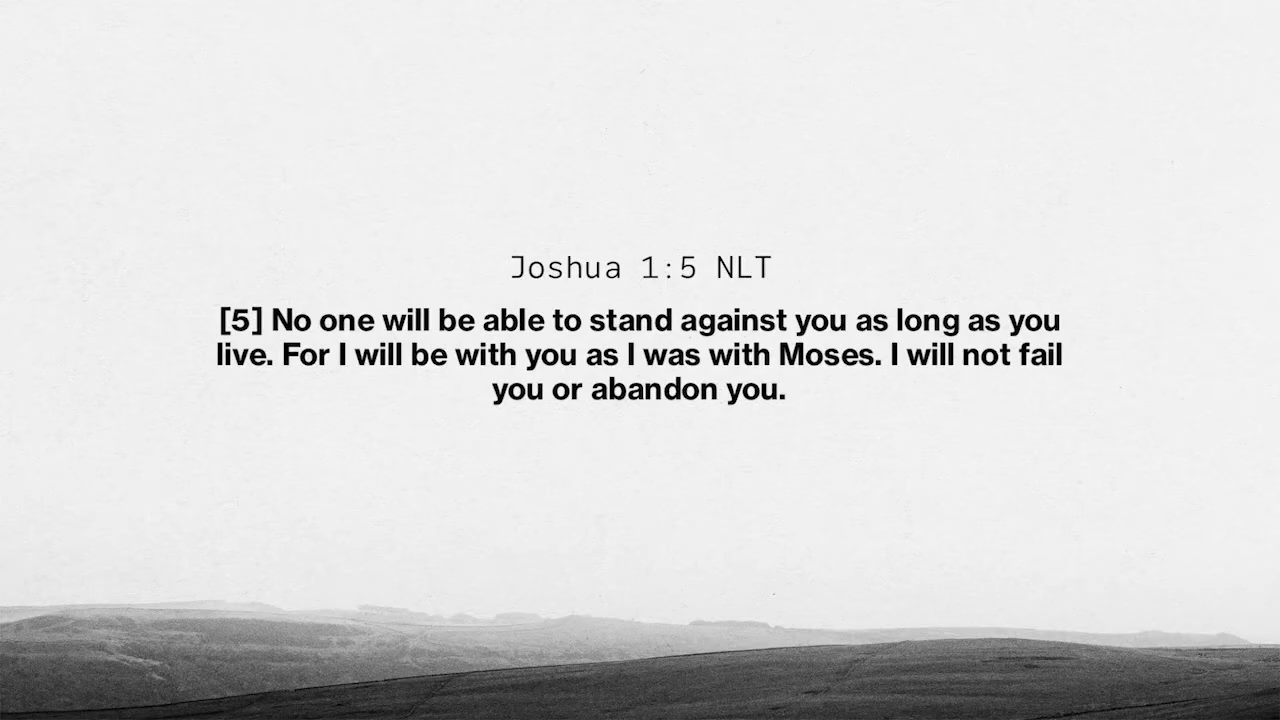 Joshua 1:5 NLT
[5] No one will be able to stand against you as long as you
live. For I will be with you as I was with Moses. I will not fail
you or abandon you.